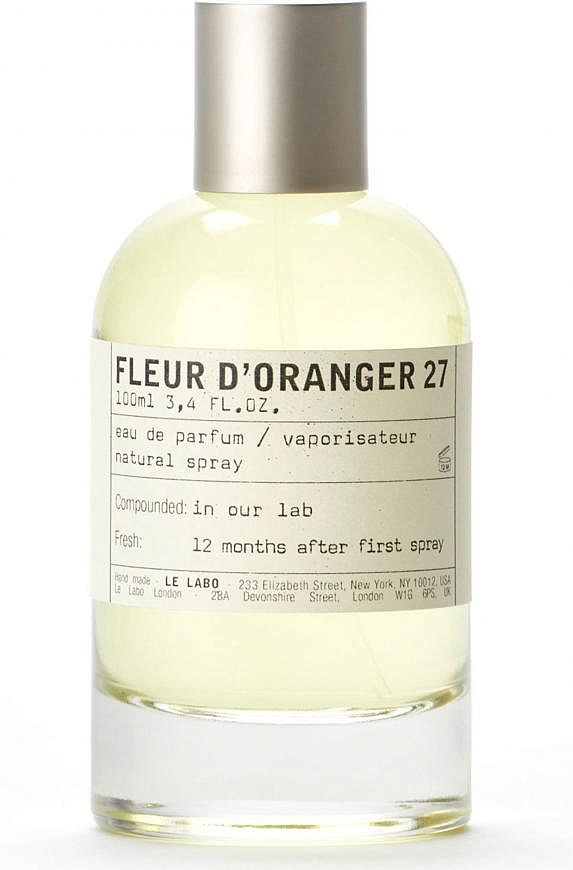 FLEUR D'ORANGER 27
100ml 3,4 FL.OZ.
eau de parfum / vaporisateur
natural spray
12 M
Compounded: in our lab
Fresh: 12 months after first spray
Hand made · LE LABO · 233 Elizabeth Street, New York, NY 10012, USA
Le Labo London · 28A Devonshire Street, London W1G 6PS, UK